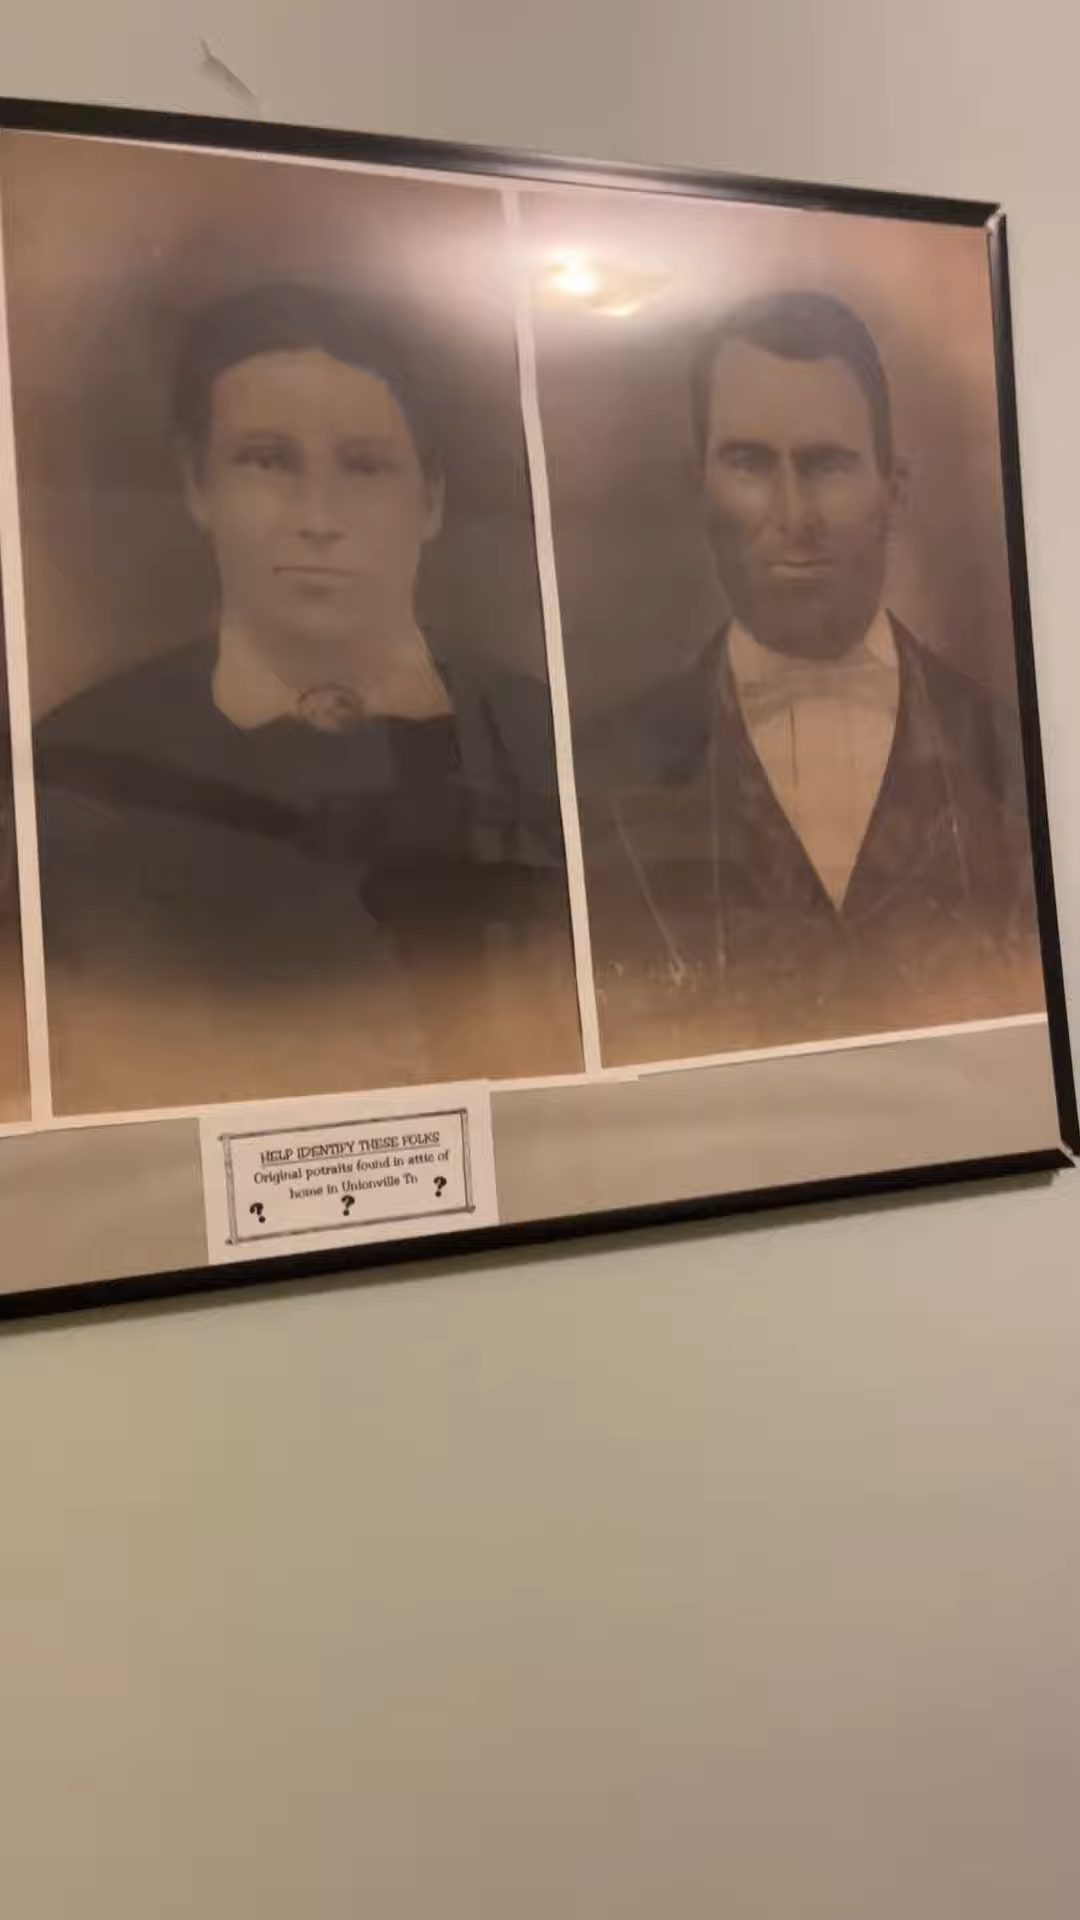 HELP IDENTIFY THESE FOLKS
Original potraits found in attic of
home in Unionville Tn
? ? ?